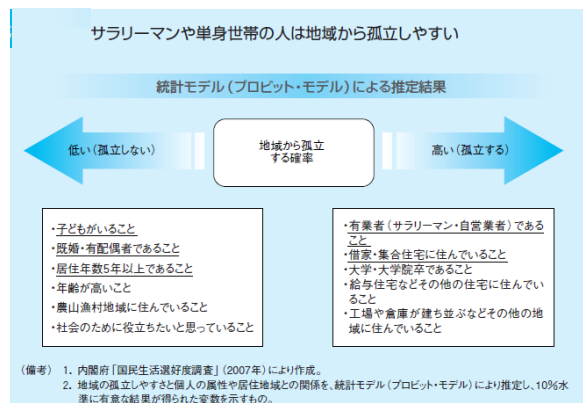 サラリーマンや単身世帯の人は地域から孤立しやすい
統計モデル(プロビット・モデル)による推定結果
低い(孤立しない)
地域から孤立
する確率
高い(孤立する)
・子どもがいること
・既婚・有配偶者であること
・居住年数5年以上であること
・年齢が高いこと
・農山漁村地域に住んでいること
・社会のために役立ちたいと思っていること
・有業者(サラリーマン・自営業者)である
こと
・借家・集合住宅に住んでいること
・大学・大学院卒であること
・給与住宅などその他の住宅に住んでい
ること
・工場や倉庫が建ち並ぶなどその他の地
域に住んでいること
(備考) 1. 内閣府「国民生活選好度調査」(2007年)により作成。
2. 地域の孤立しやすさと個人の属性や居住地域との関係を、統計モデル(プロビット・モデル)により推定し、10%水
準に有意な結果が得られた変数を示すもの。